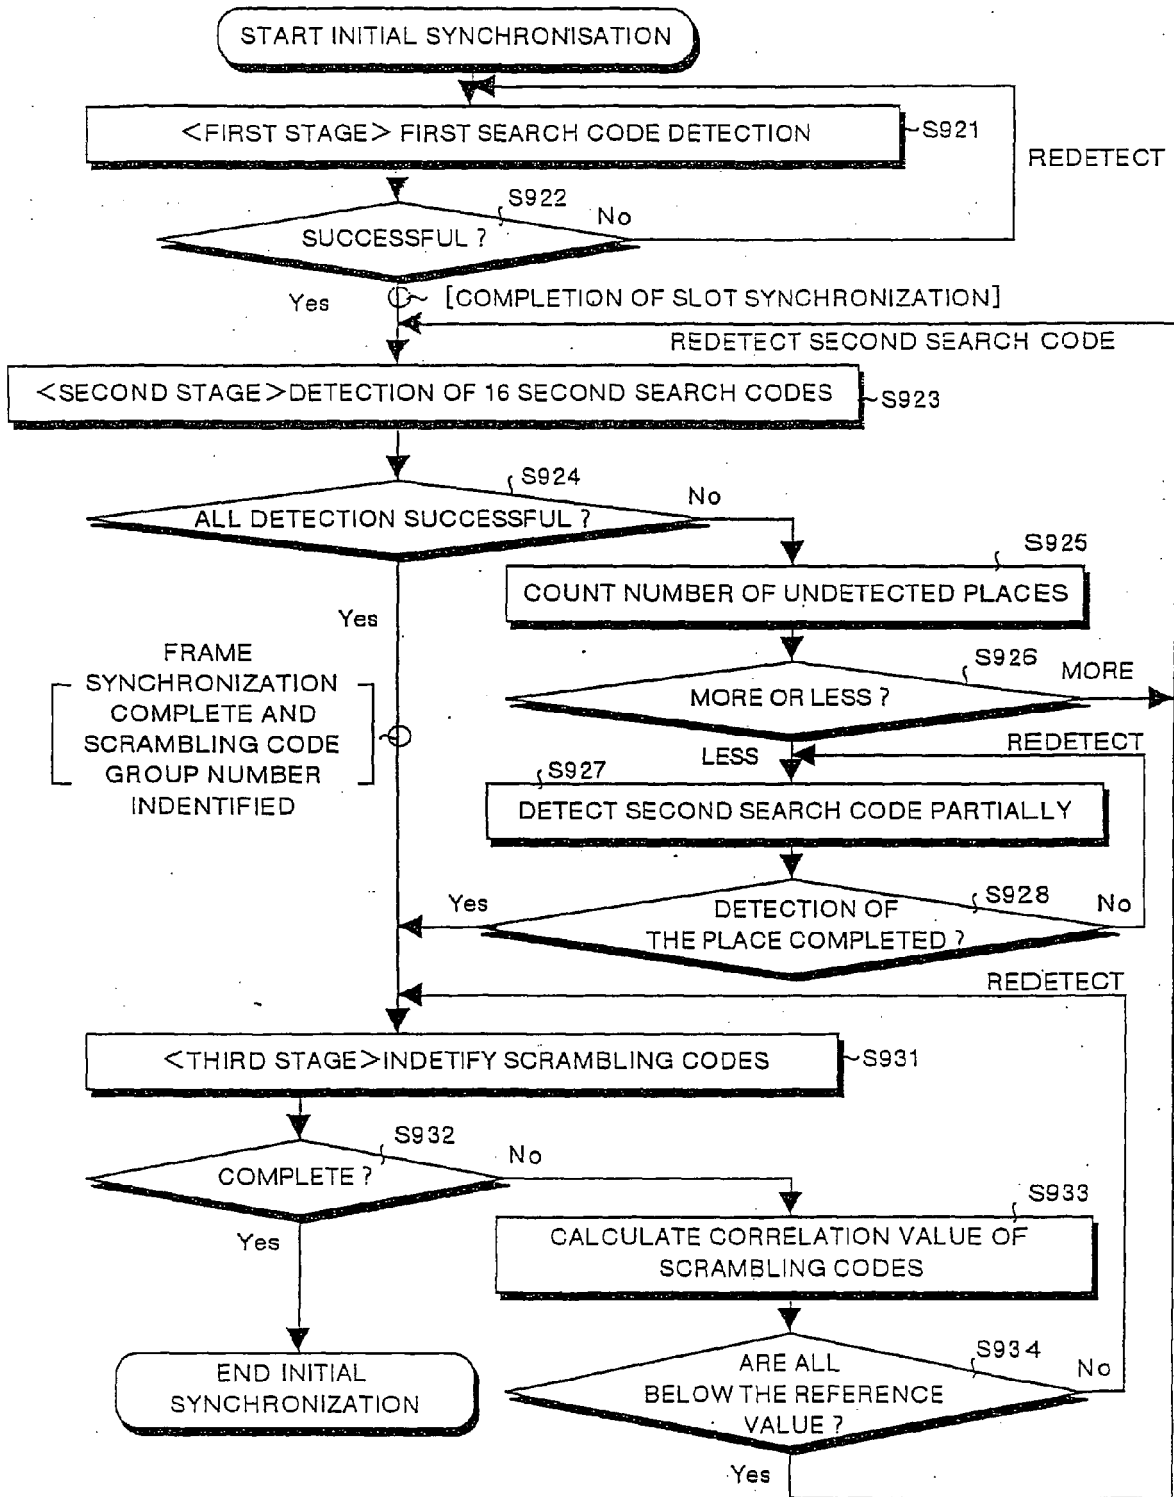 START INITIAL SYNCHRONISATION
<FIRST STAGE> FIRST SEARCH CODE DETECTION
S921
REDETECT
S922
No
SUCCESSFUL ?
Yes
[COMPLETION OF SLOT SYNCHRONIZATION]
REDETECT SECOND SEARCH CODE
<SECOND STAGE>DETECTION OF 16 SECOND SEARCH CODES
S923
S924
No
ALL DETECTION SUCCESSFUL ?
S925
COUNT NUMBER OF UNDETECTED PLACES
Yes
FRAME
SYNCHRONIZATION
COMPLETE AND
SCRAMBLING CODE
GROUP NUMBER
INDENTIFIED
S926
MORE
MORE OR LESS ?
LESS
REDETECT
S927
DETECT SECOND SEARCH CODE PARTIALLY
Yes
S928
No
DETECTION OF
THE PLACE COMPLETED ?
REDETECT
<THIRD STAGE>INDETIFY SCRAMBLING CODES
S931
S932
No
COMPLETE ?
Yes
S933
CALCULATE CORRELATION VALUE OF
SCRAMBLING CODES
END INITIAL
SYNCHRONIZATION
S934
No
ARE ALL
BELOW THE REFERENCE
VALUE ?
Yes